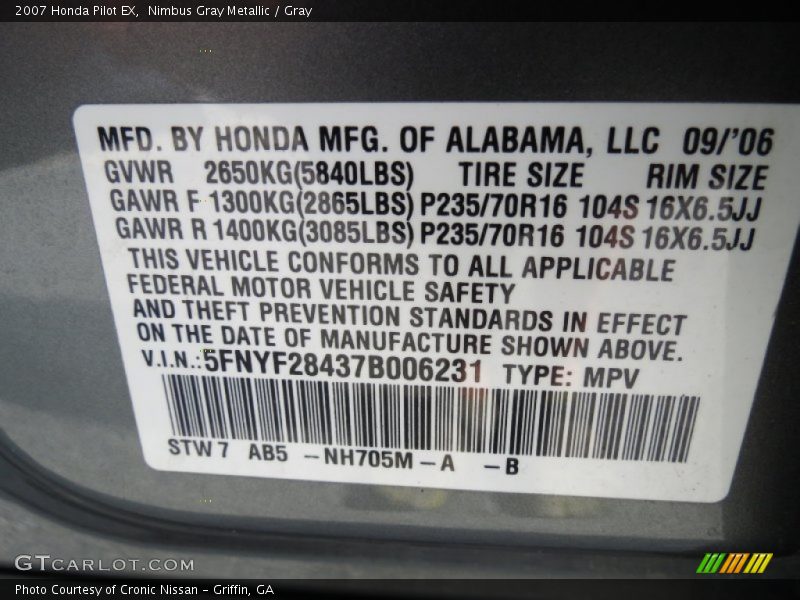 2007 Honda Pilot EX, Nimbus Gray Metallic / Gray
MFD. BY HONDA MFG. OF ALABAMA, LLC 09/'06
GVWR 2650KG(5840LBS) TIRE SIZE RIM SIZE
GAWR F 1300KG(2865LBS) P235/70R16 104S 16X6.5JJ
GAWR R 1400KG(3085LBS) P235/70R16 104S 16X6.5JJ
THIS VEHICLE CONFORMS TO ALL APPLICABLE
FEDERAL MOTOR VEHICLE SAFETY
AND THEFT PREVENTION STANDARDS IN EFFECT
ON THE DATE OF MANUFACTURE SHOWN ABOVE.
V.I.N.:5FNYF28437B006231 TYPE: MPV
STW7 AB5 -NH705M-A -B
GTCARLOT.COM
Photo Courtesy of Cronic Nissan - Griffin, GA